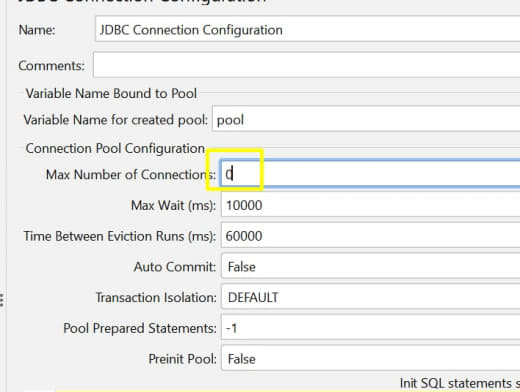 JDBC Connection Configuration
Name: JDBC Connection Configuration
Comments:
Variable Name Bound to Pool
Variable Name for created pool: pool
Connection Pool Configuration
Max Number of Connections: 0
Max Wait (ms): 10000
Time Between Eviction Runs (ms): 60000
Auto Commit: False
Transaction Isolation: DEFAULT
Pool Prepared Statements: -1
Preinit Pool: False
Init SQL statements s